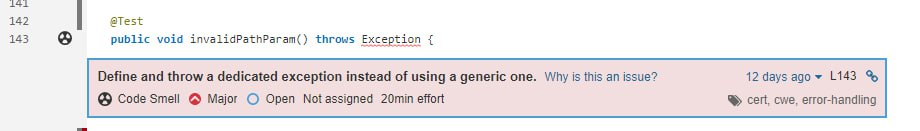 141
142 @Test
143 public void invalidPathParam() throws Exception {
Define and throw a dedicated exception instead of using a generic one. Why is this an issue? 12 days ago L143
Code Smell Major Open Not assigned 20min effort cert, cwe, error-handling